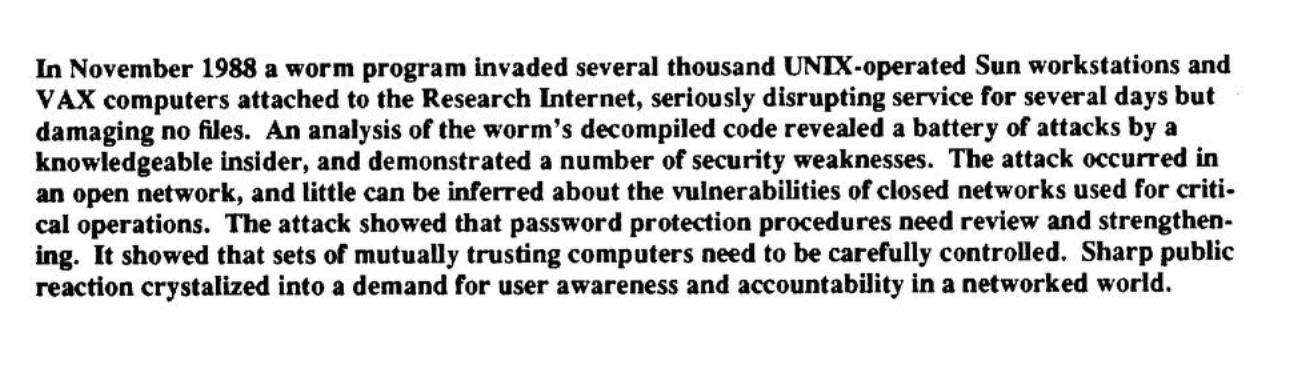 In November 1988 a worm program invaded several thousand UNIX-operated Sun workstations and
VAX computers attached to the Research Internet, seriously disrupting service for several days but
damaging no files. An analysis of the worm's decompiled code revealed a battery of attacks by a
knowledgeable insider, and demonstrated a number of security weaknesses. The attack occurred in
an open network, and little can be inferred about the vulnerabilities of closed networks used for criti-
cal operations. The attack showed that password protection procedures need review and strengthen-
ing. It showed that sets of mutually trusting computers need to be carefully controlled. Sharp public
reaction crystalized into a demand for user awareness and accountability in a networked world.